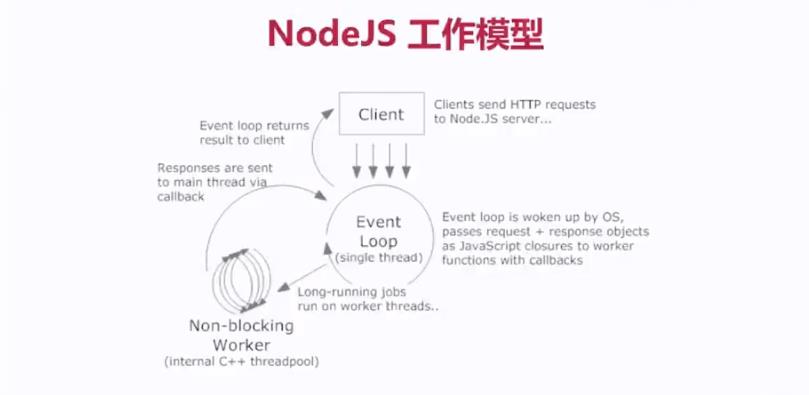 NodeJS 工作模型
Client
Clients send HTTP requests
to Node.JS server...
Event loop returns
result to client
Responses are sent
to main thread via
callback
Event
Loop
(single thread)
Event loop is woken up by OS,
passes request + response objects
as JavaScript closures to worker
functions with callbacks
Long-running jobs
run on worker threads..
Non-blocking
Worker
(internal C++ threadpool)